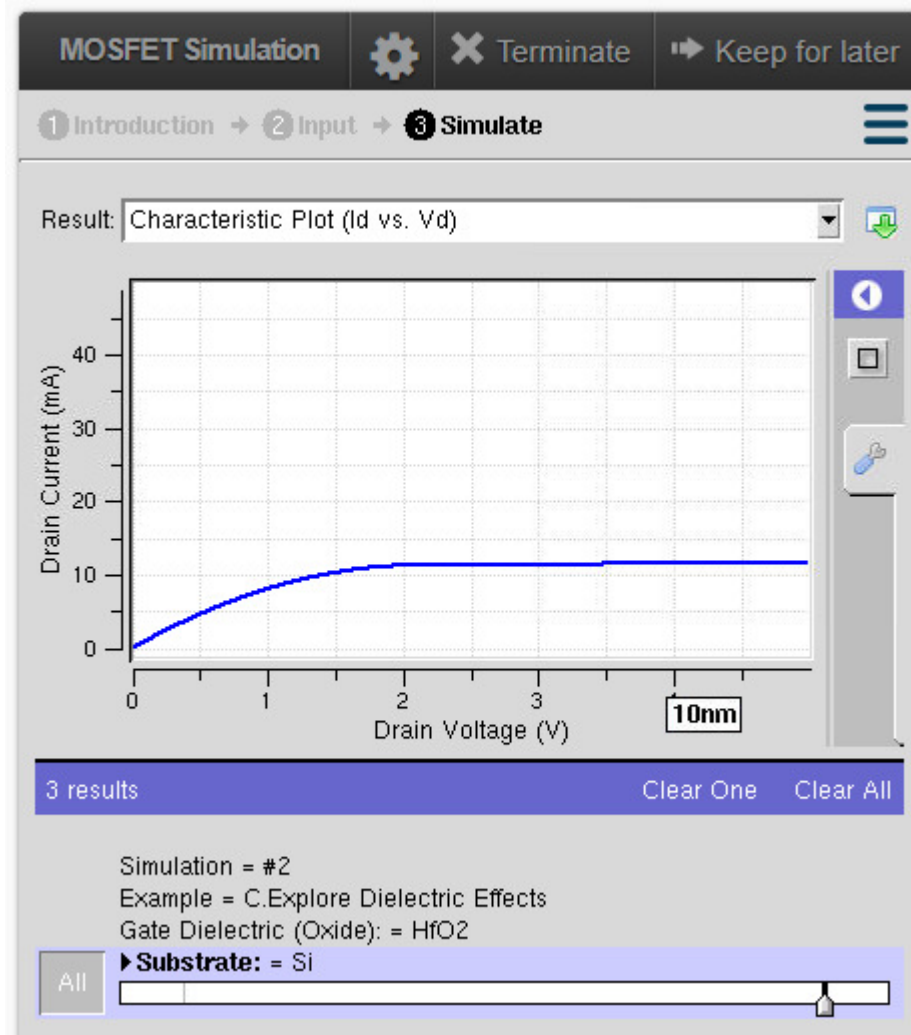 MOSFET Simulation Terminate Keep for later
1 Introduction 2 Input 3 Simulate
Result: Characteristic Plot (Id vs. Vd)
Drain Current (mA)
40
30
20
10
0
0 1 2 3
10nm
Drain Voltage (V)
3 results Clear One Clear All
Simulation = #2
Example = C.Explore Dielectric Effects
Gate Dielectric (Oxide): = HfO2
Substrate: = Si
All